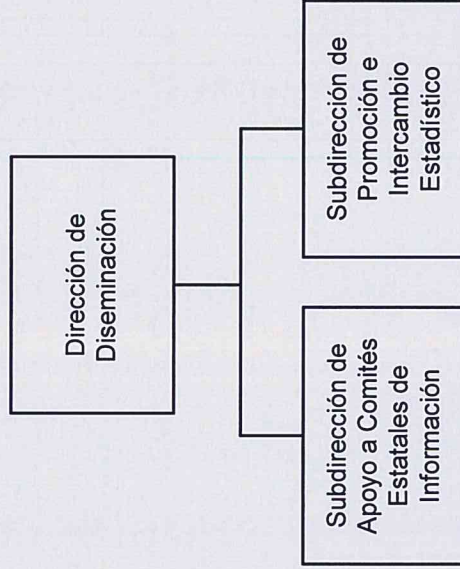 Dirección de
Diseminación
Subdirección de
Apoyo a Comités
Estatales de
Información
Subdirección de
Promoción e
Intercambio
Estadístico